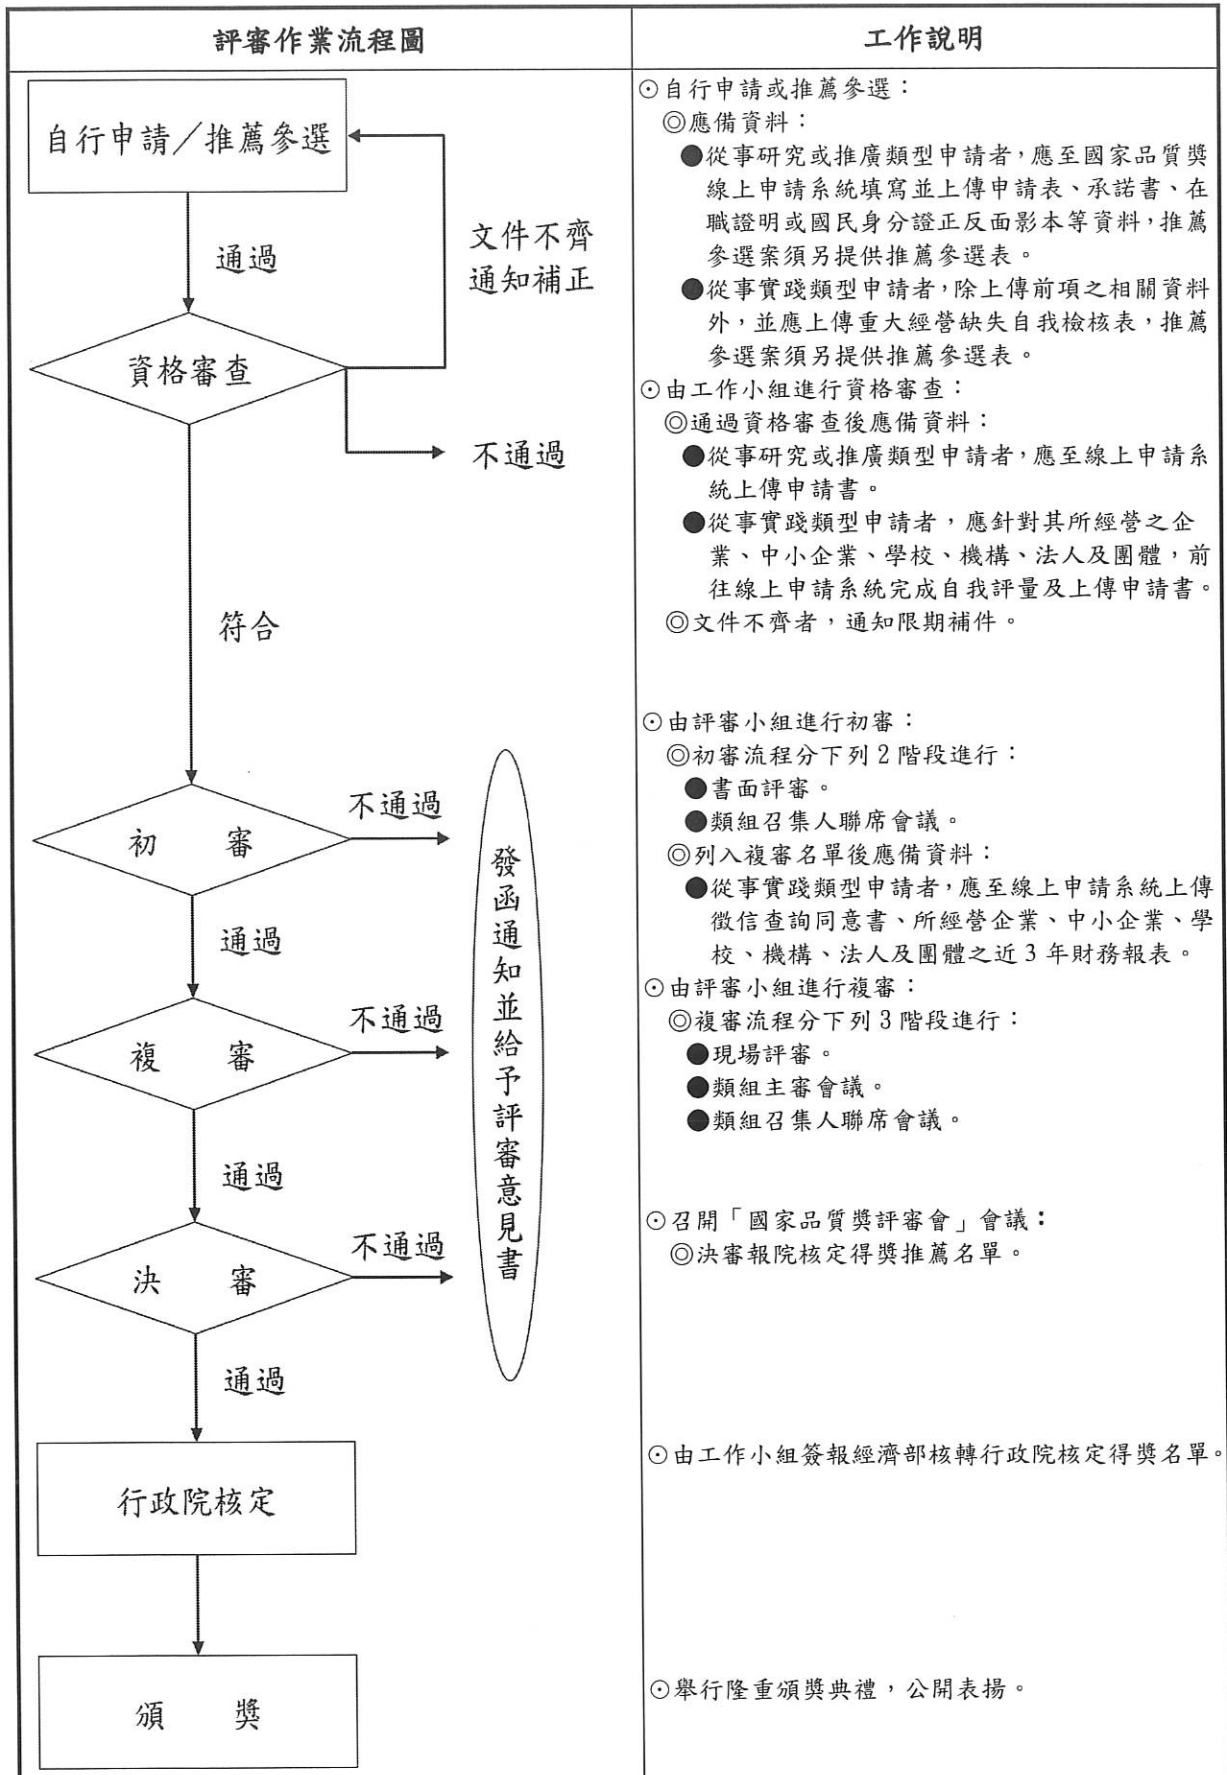 評審作業流程圖
工作說明
自行申請／推薦參選
通過
文件不齊
通知補正
資格審查
不通過
符合
初 審
不通過
通過
複 審
不通過
通過
決 審
不通過
通過
發函通知並給予評審意見書
行政院核定
頒 獎
⊙自行申請或推薦參選：
◎應備資料：
●從事研究或推廣類型申請者，應至國家品質獎
線上申請系統填寫並上傳申請表、承諾書、在
職證明或國民身分證正反面影本等資料，推薦
參選案須另提供推薦參選表。
●從事實踐類型申請者，除上傳前項之相關資料
外，並應上傳重大經營缺失自我檢核表，推薦
參選案須另提供推薦參選表。
⊙由工作小組進行資格審查：
◎通過資格審查後應備資料：
●從事研究或推廣類型申請者，應至線上申請系
統上傳申請書。
●從事實踐類型申請者，應針對其所經營之企
業、中小企業、學校、機構、法人及團體，前
往線上申請系統完成自我評量及上傳申請書。
◎文件不齊者，通知限期補件。
⊙由評審小組進行初審：
◎初審流程分下列2階段進行：
●書面評審。
●類組召集人聯席會議。
◎列入複審名單後應備資料：
●從事實踐類型申請者，應至線上申請系統上傳
徵信查詢同意書、所經營企業、中小企業、學
校、機構、法人及團體之近3年財務報表。
⊙由評審小組進行複審：
◎複審流程分下列3階段進行：
●現場評審。
●類組主審會議。
●類組召集人聯席會議。
⊙召開「國家品質獎評審會」會議：
◎決審報院核定得獎推薦名單。
⊙由工作小組簽報經濟部核轉行政院核定得獎名單。
⊙舉行隆重頒獎典禮，公開表揚。